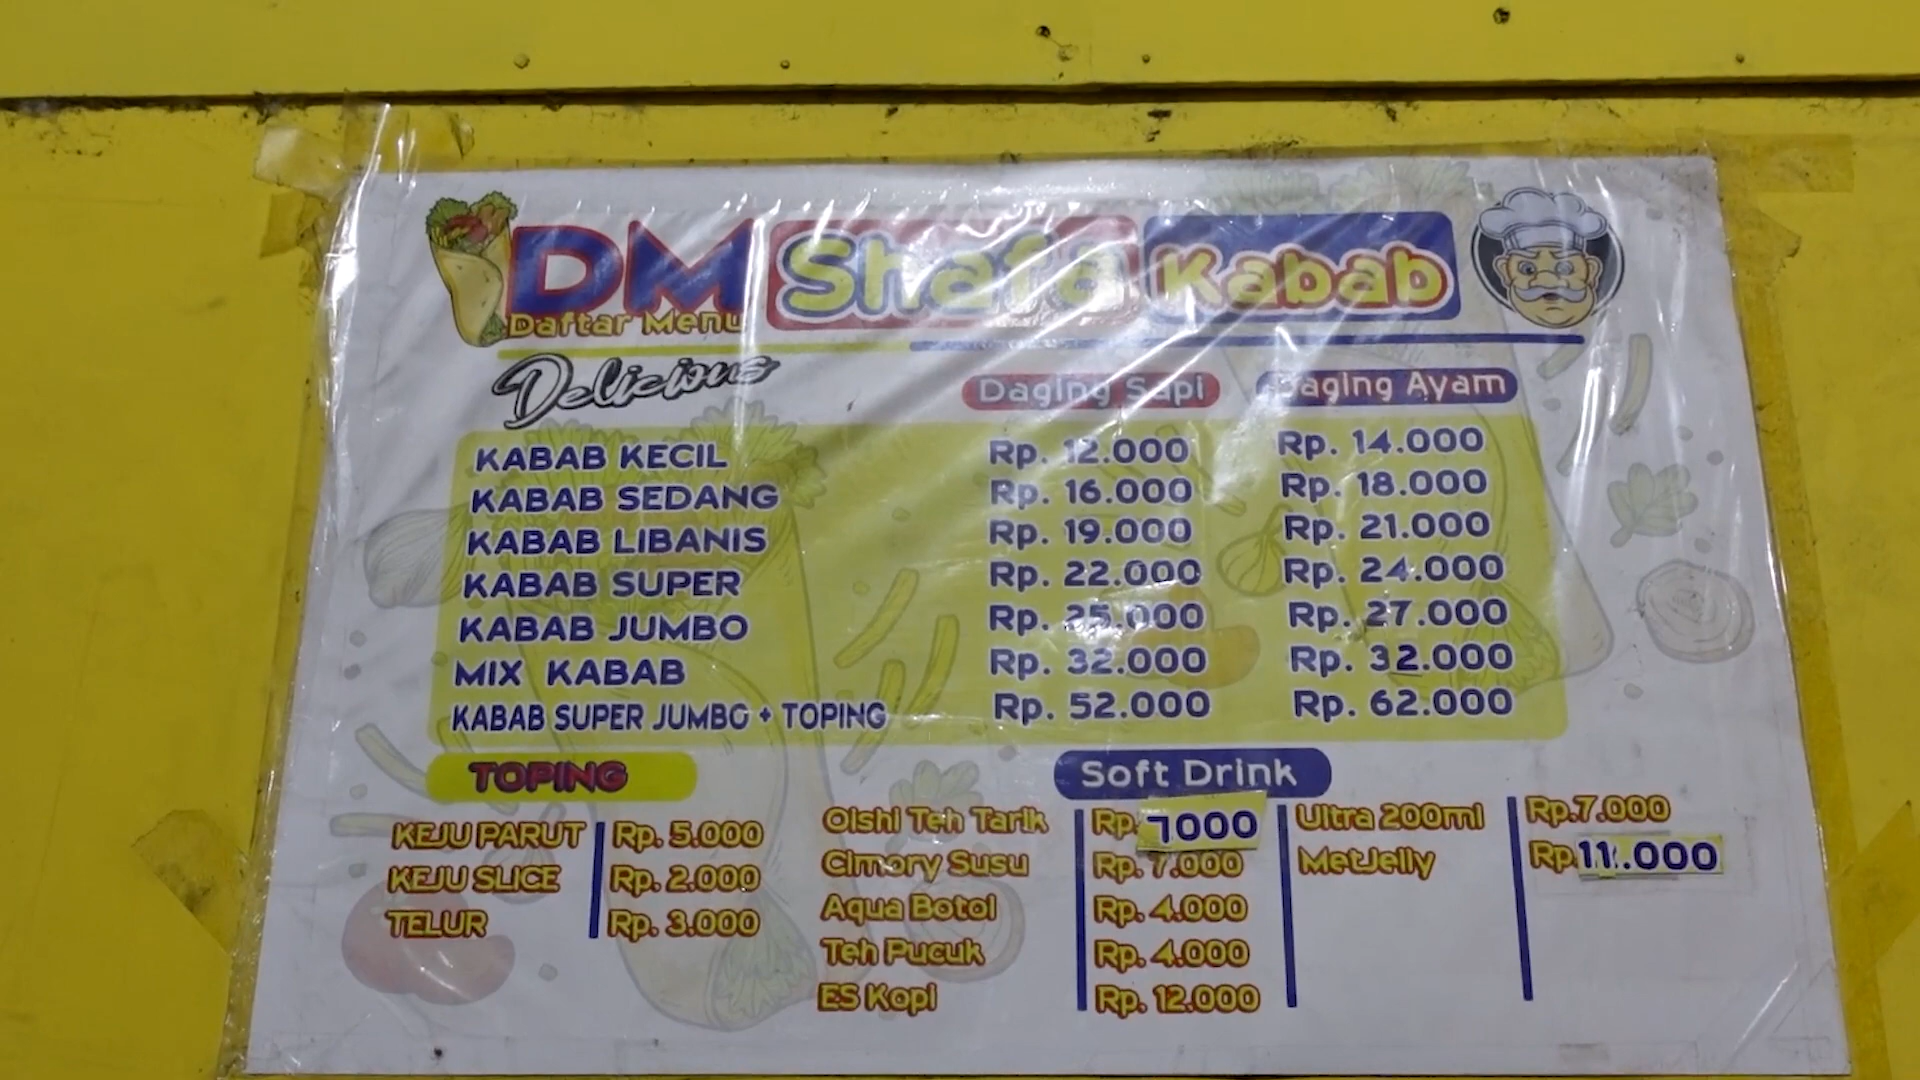 DM Shafa Kabab
Daftar Menu
Delicious
Daging Sapi Daging Ayam
KABAB KECIL Rp. 12.000 Rp. 14.000
KABAB SEDANG Rp. 16.000 Rp. 18.000
KABAB LIBANIS Rp. 19.000 Rp. 21.000
KABAB SUPER Rp. 22.000 Rp. 24.000
KABAB JUMBO Rp. 25.000 Rp. 27.000
MIX KABAB Rp. 32.000 Rp. 32.000
KABAB SUPER JUMBO + TOPING Rp. 52.000 Rp. 62.000
TOPING
KEJU PARUT Rp. 5.000
KEJU SLICE Rp. 2.000
TELUR Rp. 3.000
Soft Drink
Oishi Teh Tarik Rp. 7000
Cimory Susu Rp. 7.000
Aqua Botol Rp. 4.000
Teh Pucuk Rp. 4.000
ES Kopi Rp. 12.000
Ultra 200ml Rp.7.000
MetJelly Rp.11.000